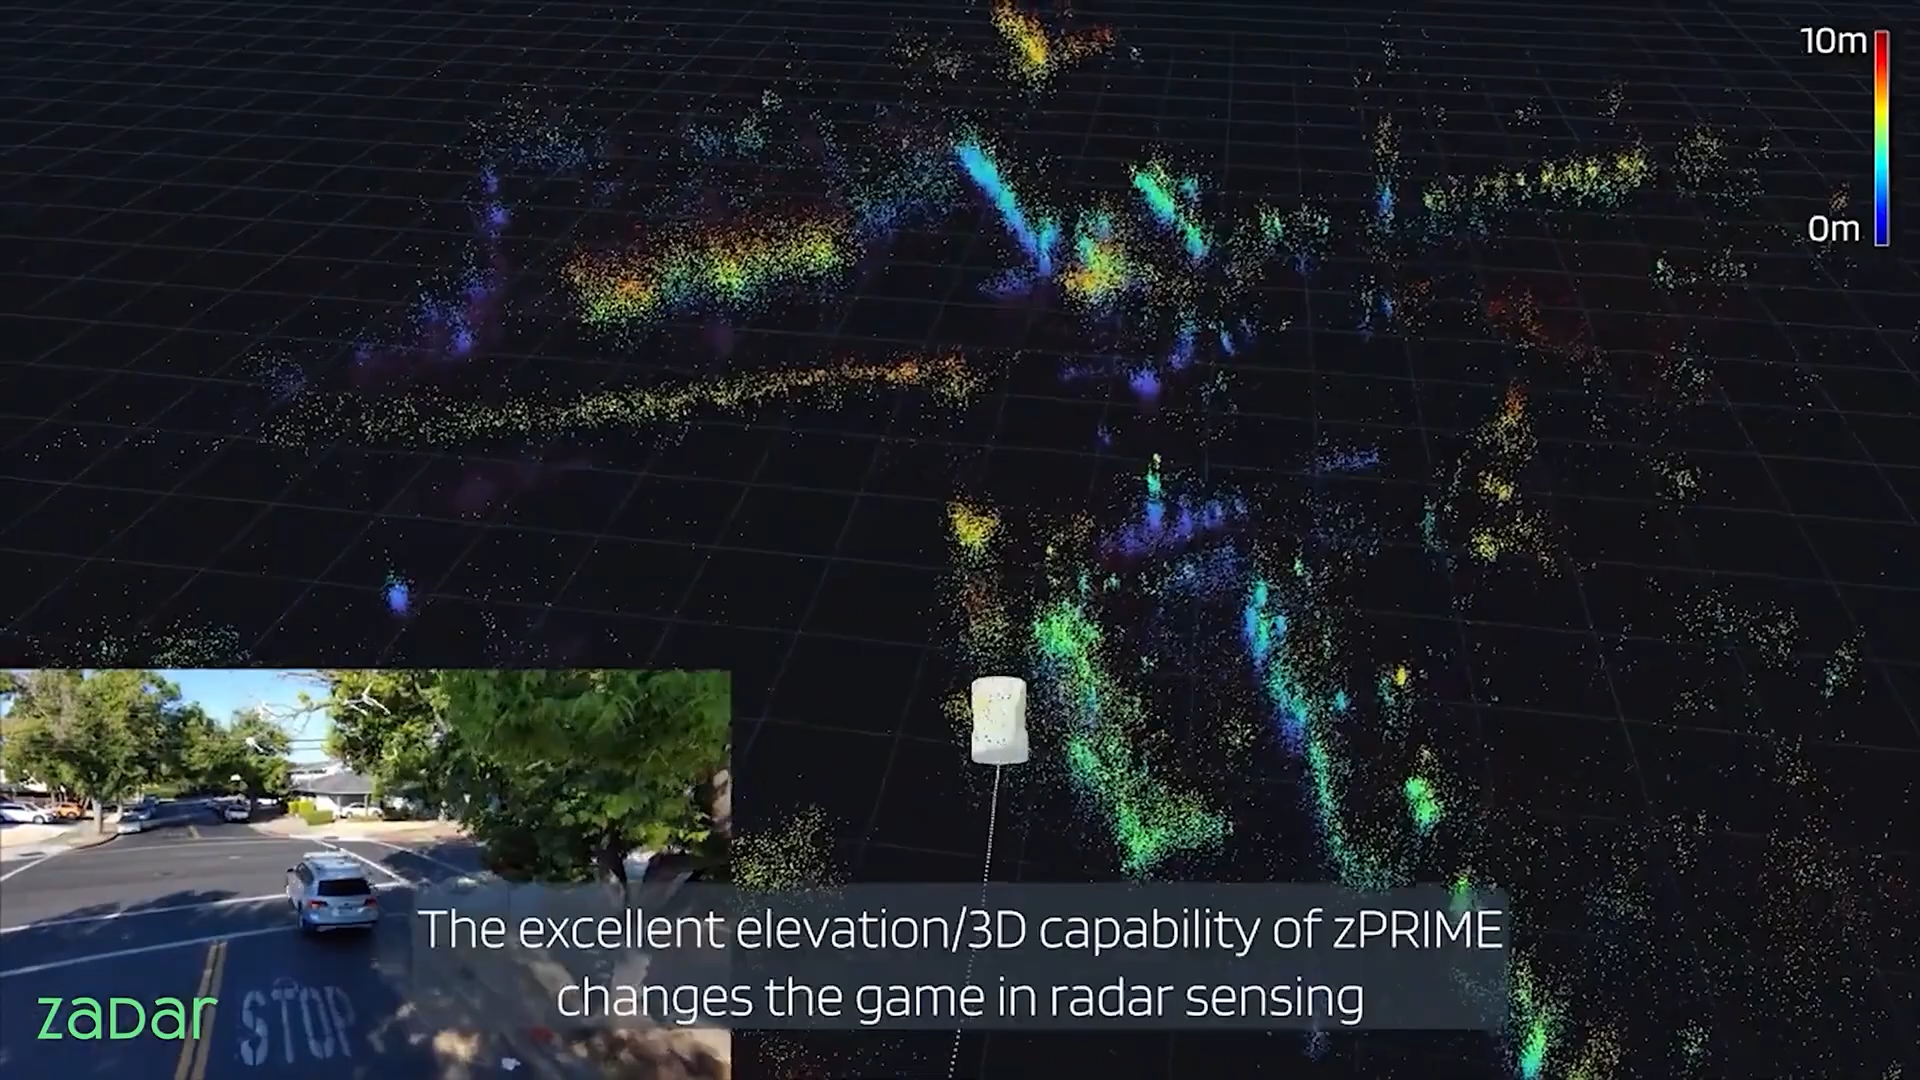 10m
0m
The excellent elevation/3D capability of zPRIME
changes the game in radar sensing
zaDar
STOP